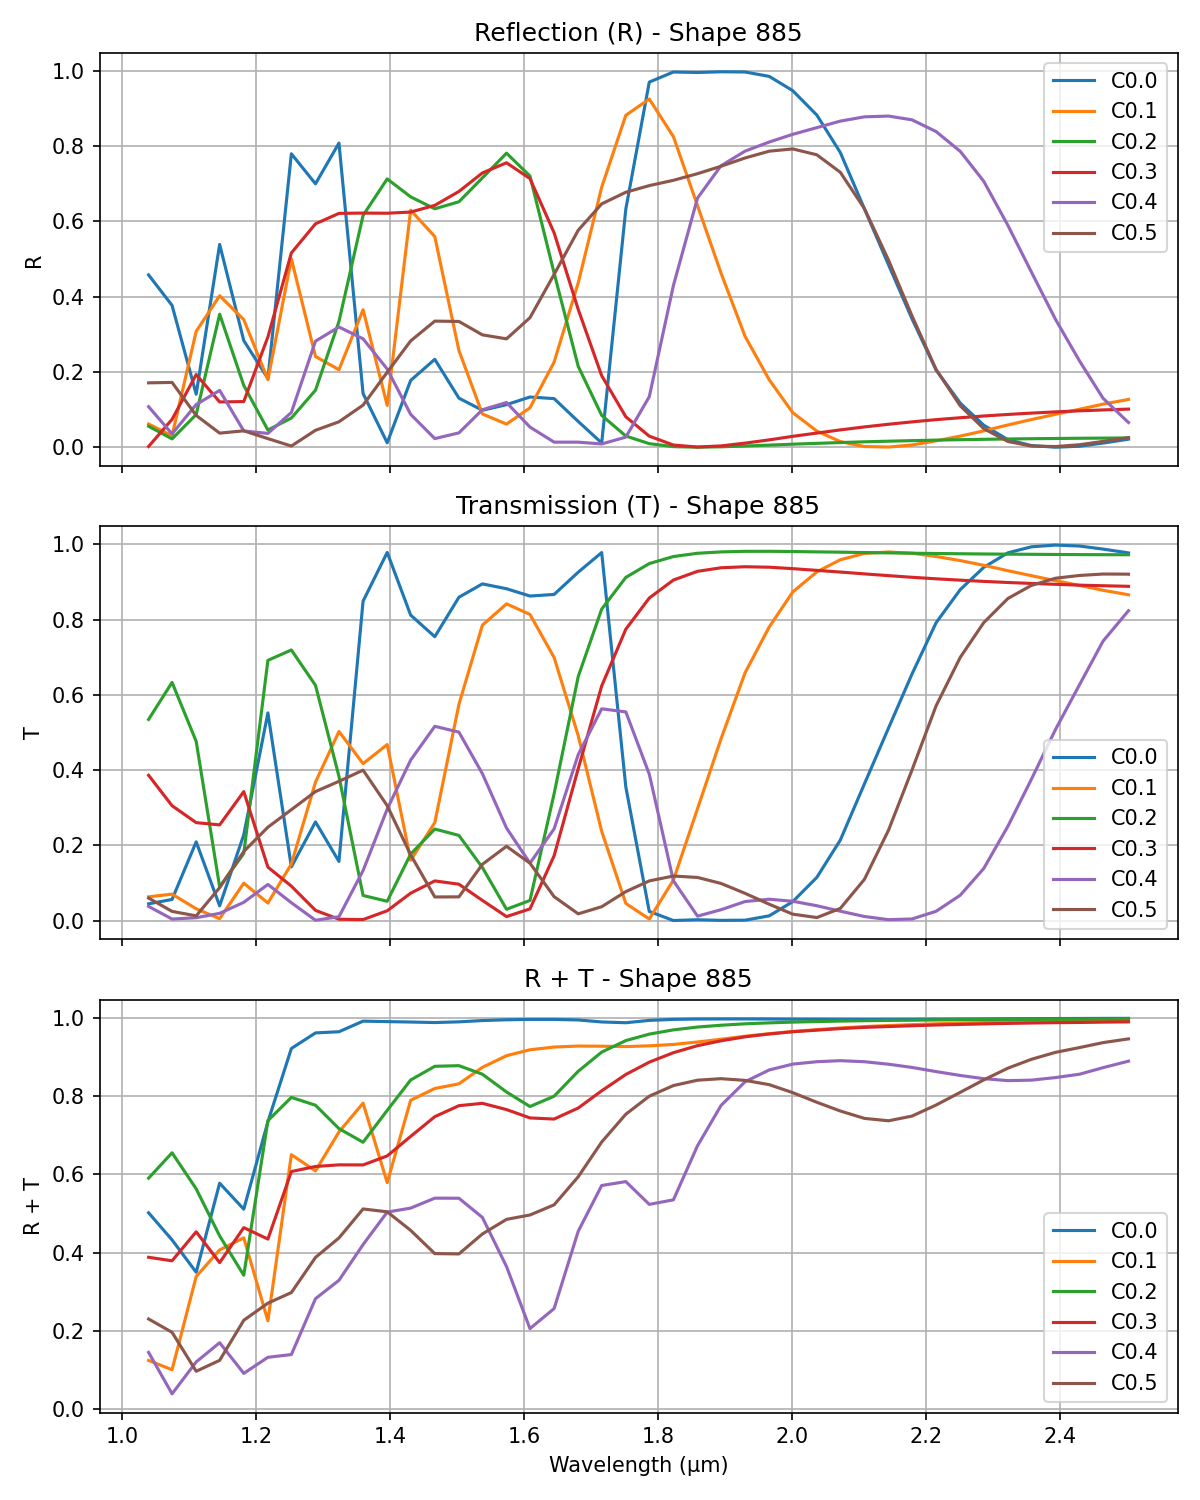 Reflection (R) - Shape 885
1.0
0.8
0.6
0.4
0.2
0.0
R
C0.0
C0.1
C0.2
C0.3
C0.4
C0.5
Transmission (T) - Shape 885
1.0
0.8
0.6
0.4
0.2
0.0
T
C0.0
C0.1
C0.2
C0.3
C0.4
C0.5
R + T - Shape 885
1.0
0.8
0.6
0.4
0.2
0.0
R + T
C0.0
C0.1
C0.2
C0.3
C0.4
C0.5
1.0 1.2 1.4 1.6 1.8 2.0 2.2 2.4
Wavelength (μm)